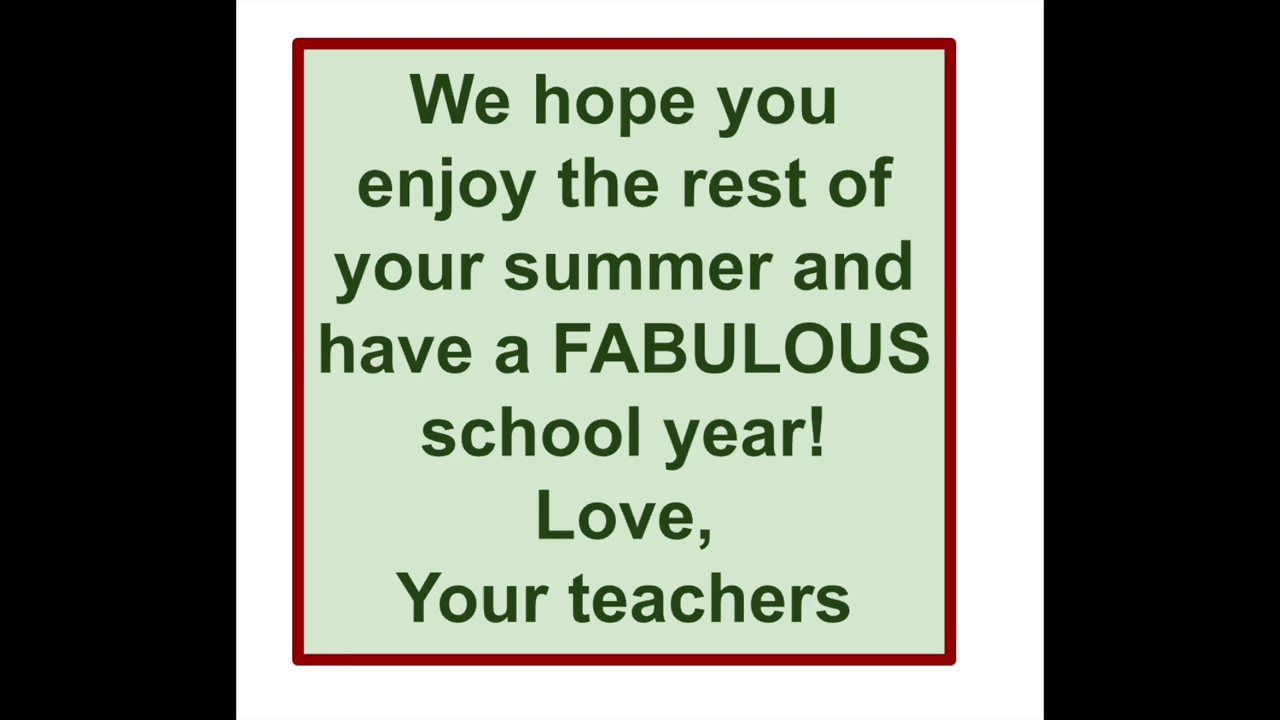 We hope you
enjoy the rest of
your summer and
have a FABULOUS
school year!
Love,
Your teachers